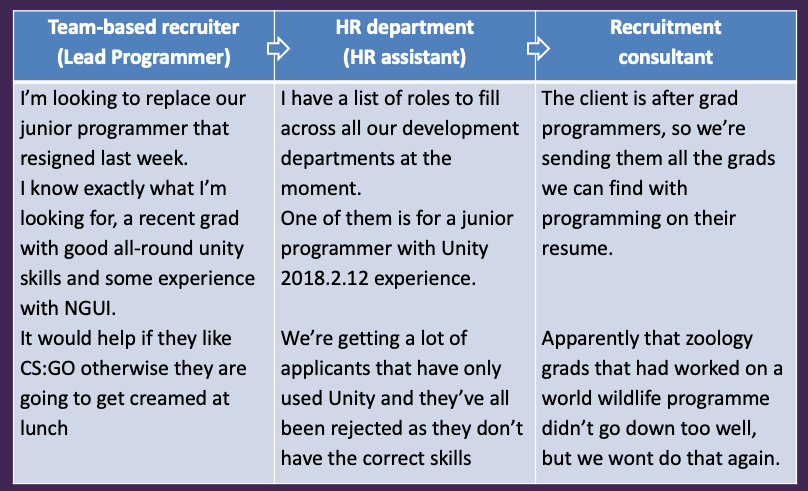 Team-based recruiter
(Lead Programmer)
HR department
(HR assistant)
Recruitment
consultant
I'm looking to replace our
junior programmer that
resigned last week.
I know exactly what I'm
looking for, a recent grad
with good all-round unity
skills and some experience
with NGUI.
It would help if they like
CS:GO otherwise they are
going to get creamed at
lunch
I have a list of roles to fill
across all our development
departments at the
moment.
One of them is for a junior
programmer with Unity
2018.2.12 experience.
We're getting a lot of
applicants that have only
used Unity and they've all
been rejected as they don't
have the correct skills
The client is after grad
programmers, so we're
sending them all the grads
we can find with
programming on their
resume.
Apparently that zoology
grads that had worked on a
world wildlife programme
didn't go down too well,
but we wont do that again.